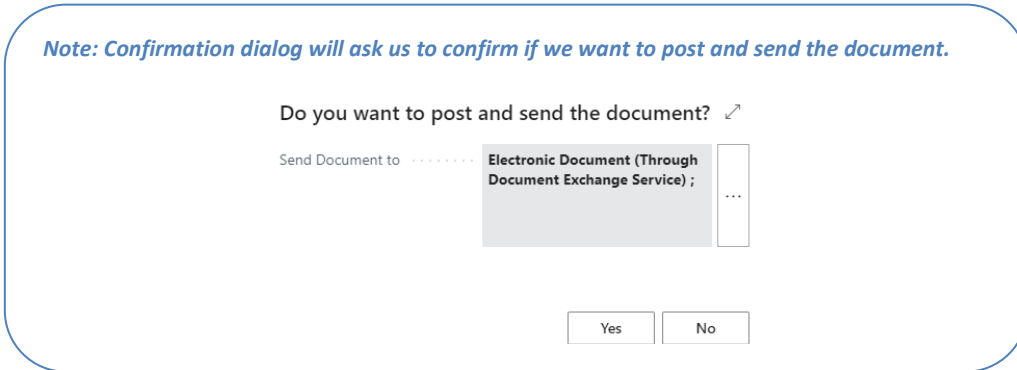 Note: Confirmation dialog will ask us to confirm if we want to post and send the document.
Do you want to post and send the document?
Send Document to ········ Electronic Document (Through
Document Exchange Service) ;
...
Yes No